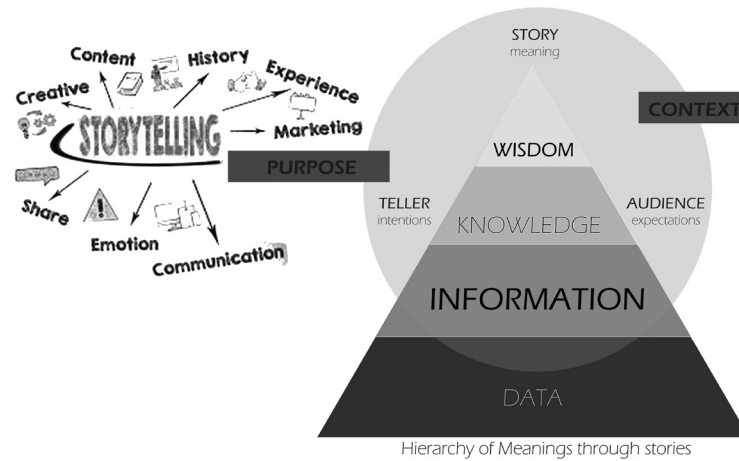 Content
History
Creative
Experience
STORYTELLING
Marketing
Share
Emotion
Communication
PURPOSE
STORY
meaning
CONTEXT
WISDOM
TELLER
intentions
AUDIENCE
expectations
KNOWLEDGE
INFORMATION
DATA
Hierarchy of Meanings through stories